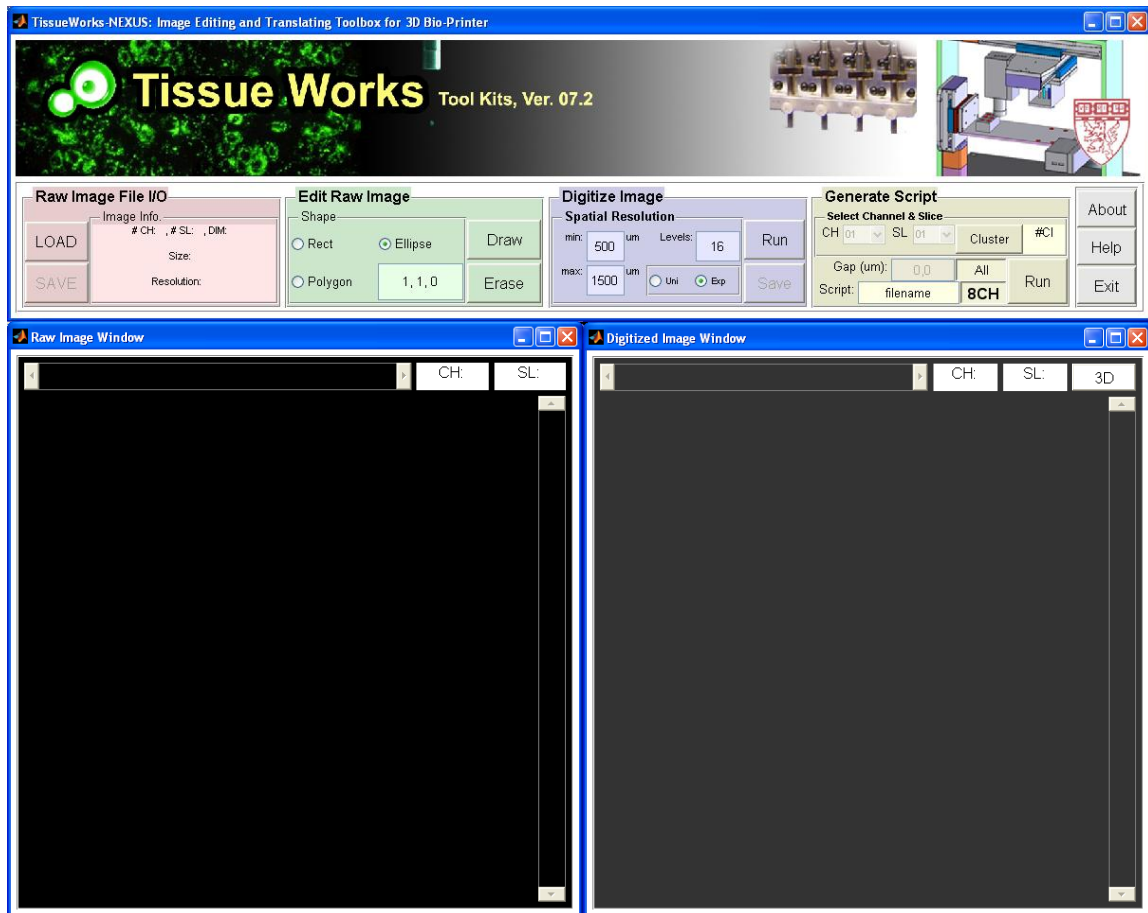 TissueWorks-NEXUS: Image Editing and Translating Toolbox for 3D Bio-Printer
Tissue Works Tool Kits, Ver. 07.2
Raw Image File I/O
Image Info.
# CH: , # SL: , DIM:
Size:
Resolution:
LOAD
SAVE
Edit Raw Image
Shape
Rect
Ellipse
Draw
Polygon
1, 1, 0
Erase
Digitize Image
Spatial Resolution
min: 500 um Levels: 16
Run
max: 1500 um Uni Exp
Save
Generate Script
Select Channel & Slice
CH 01 SL 01 Cluster #Cl
Gap (um): 0,0 All
Script: filename 8CH
Run
About
Help
Exit
Raw Image Window
CH: SL:
Digitized Image Window
CH: SL: 3D